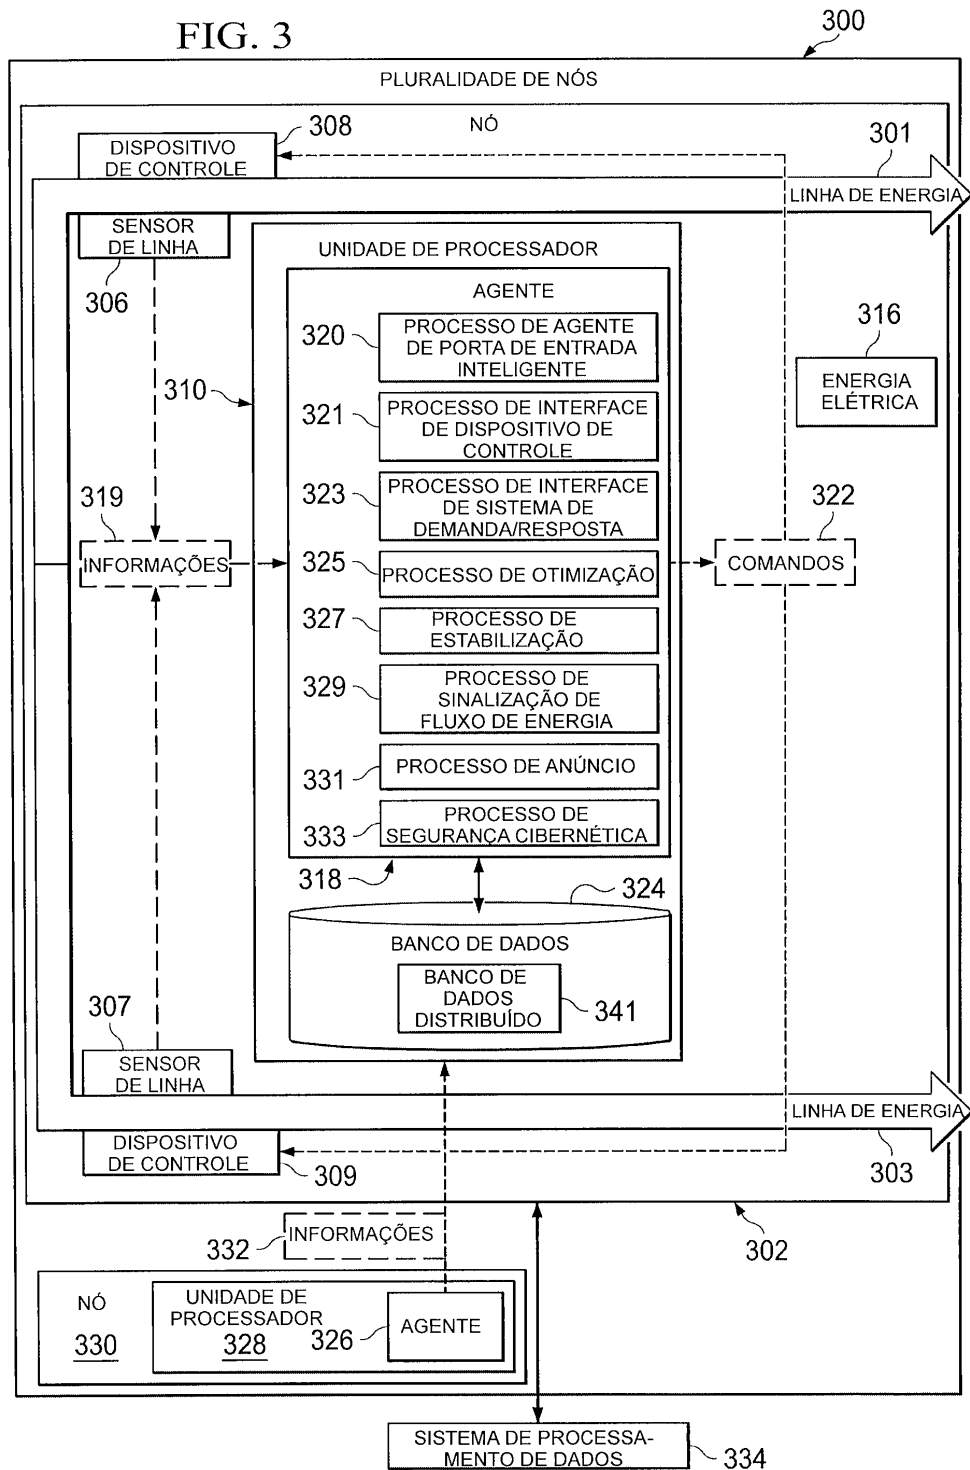 FIG. 3
300
PLURALIDADE DE NÓS
NÓ
308
DISPOSITIVO
DE CONTROLE
301
LINHA DE ENERGIA
SENSOR
DE LINHA
306
UNIDADE DE PROCESSADOR
310
AGENTE
320
PROCESSO DE AGENTE
DE PORTA DE ENTRADA
INTELIGENTE
316
ENERGIA
ELÉTRICA
321
PROCESSO DE INTERFACE
DE DISPOSITIVO DE
CONTROLE
323
PROCESSO DE INTERFACE
DE SISTEMA DE
DEMANDA/RESPOSTA
319
INFORMAÇÕES
322
COMANDOS
325
PROCESSO DE OTIMIZAÇÃO
327
PROCESSO DE
ESTABILIZAÇÃO
329
PROCESSO DE
SINALIZAÇÃO DE
FLUXO DE ENERGIA
331
PROCESSO DE ANÚNCIO
333
PROCESSO DE
SEGURANÇA CIBERNÉTICA
318
324
BANCO DE DADOS
BANCO DE
DADOS
DISTRIBUÍDO
341
307
SENSOR
DE LINHA
LINHA DE ENERGIA
303
DISPOSITIVO
DE CONTROLE
309
302
332
INFORMAÇÕES
NÓ
330
UNIDADE DE
PROCESSADOR
328
326
AGENTE
SISTEMA DE PROCESSA-
MENTO DE DADOS
334